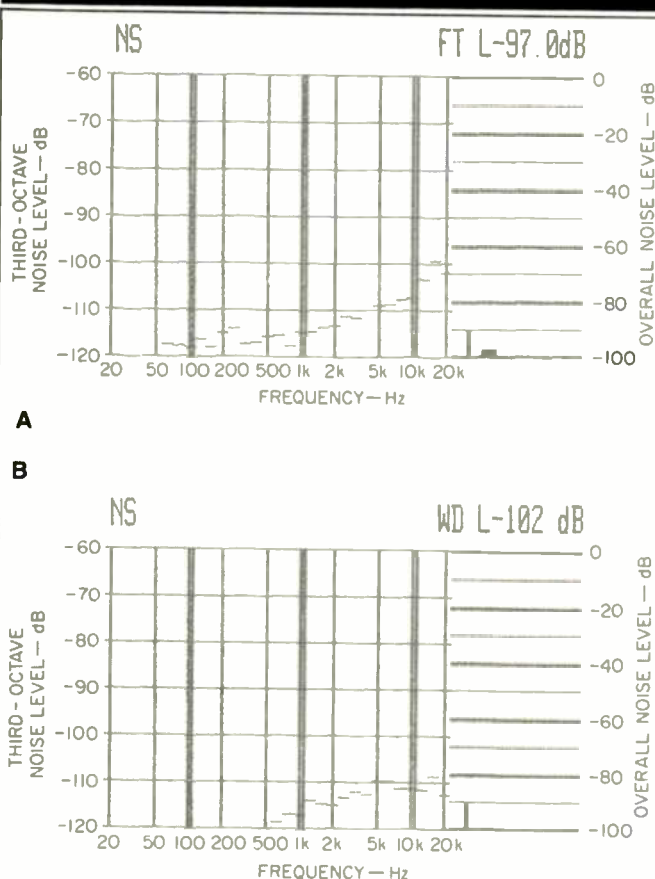 NS FT L-97.0dB
THIRD-OCTAVE
NOISE LEVEL—dB
-60
-70
-80
-90
-100
-110
-120
0
-20
-40
-60
-80
-100
OVERALL NOISE LEVEL—dB
20 50 100 200 500 1k 2k 5k 10k 20k
FREQUENCY—Hz
A
B
NS WD L-102 dB
THIRD-OCTAVE
NOISE LEVEL—dB
-60
-70
-80
-90
-100
-110
-120
0
-20
-40
-60
-80
-100
OVERALL NOISE LEVEL—dB
20 50 100 200 500 1k 2k 5k 10k 20k
FREQUENCY—Hz